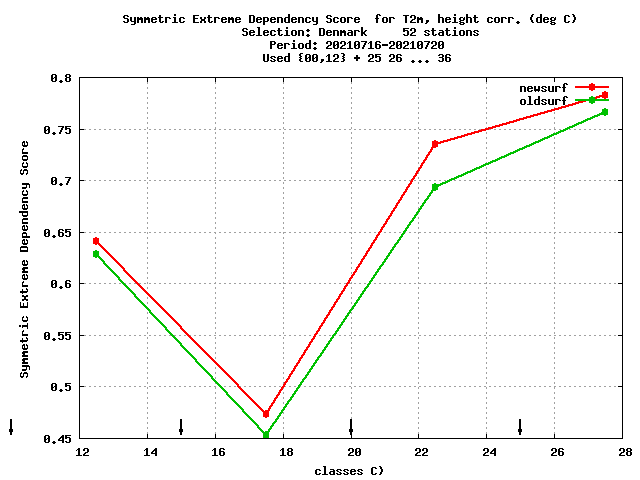 Symmetric Extreme Dependency Score  for T2m, height corr. (deg C)
Selection: Denmark     52 stations
Period: 20210716-20210720
Used {00,12} + 25 26 ... 36
newsurf
oldsurf
0.8
0.75
0.7
0.65
0.6
0.55
0.5
0.45
Symmetric Extreme Dependency Score
12 14 16 18 20 22 24 26 28
classes C)